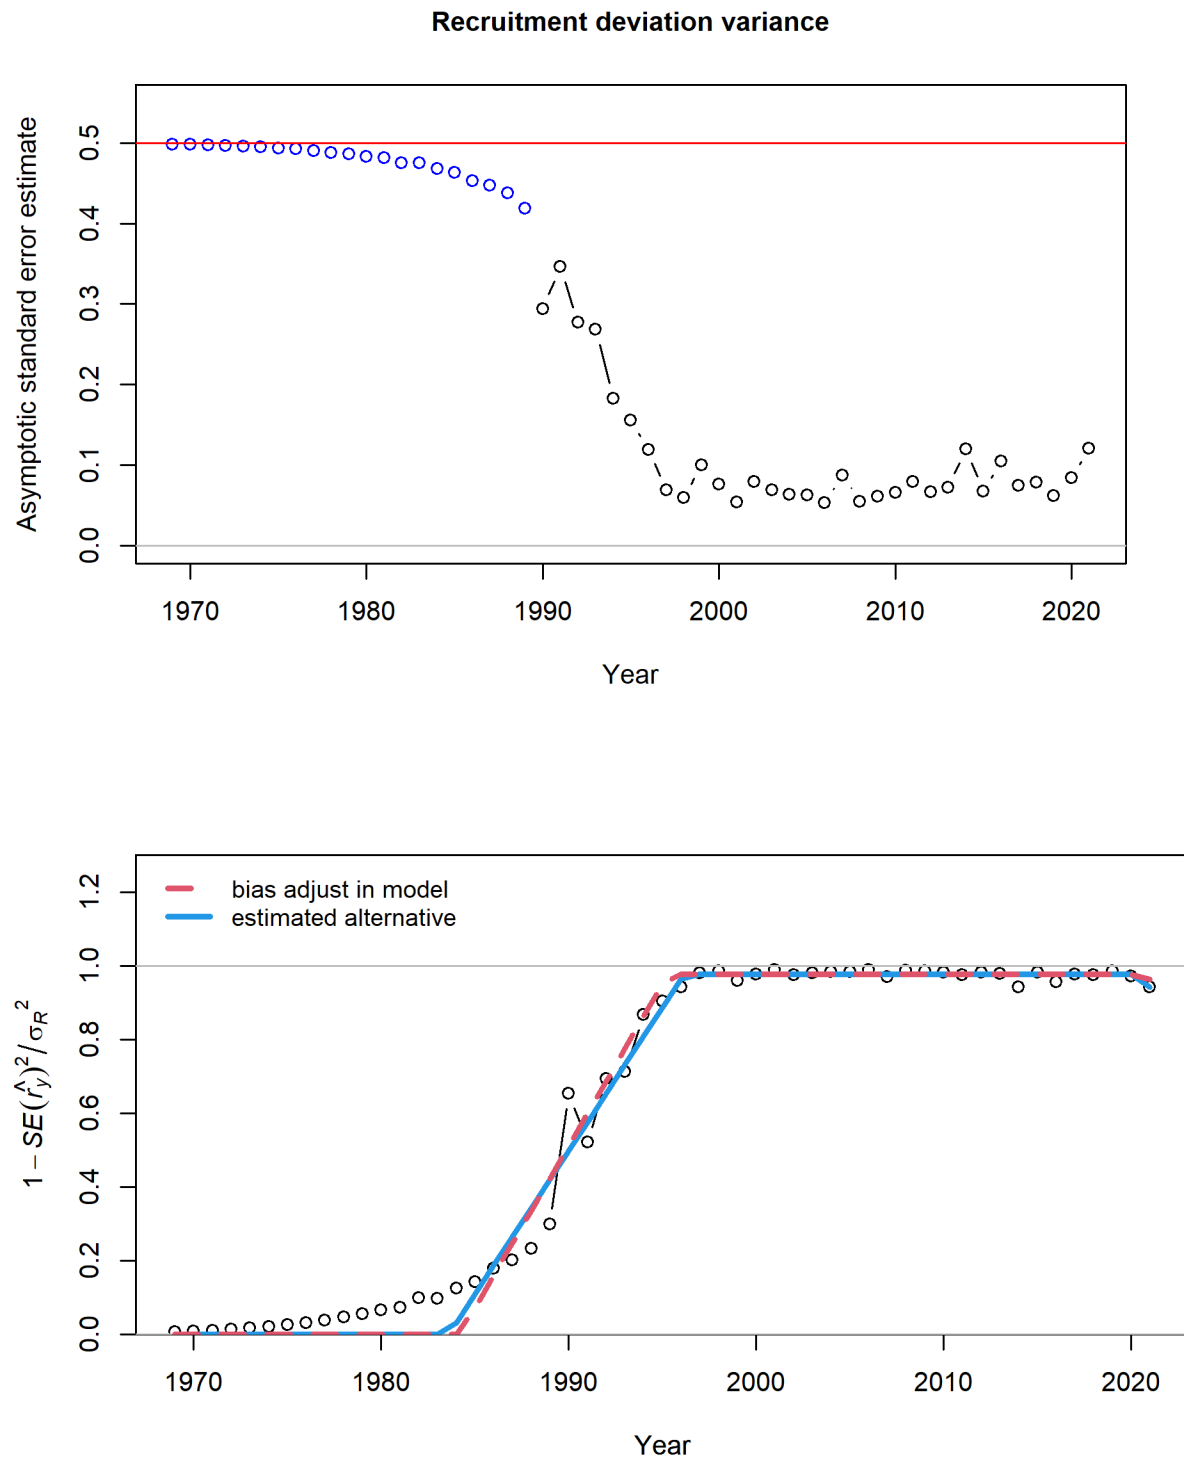 Recruitment deviation variance
Asymptotic standard error estimate
0.5
0.4
0.3
0.2
0.1
0.0
1970 1980 1990 2000 2010 2020
Year
bias adjust in model
estimated alternative
1 − SE(r̂_y)² / σ_R²
1.2
1.0
0.8
0.6
0.4
0.2
0.0
1970 1980 1990 2000 2010 2020
Year